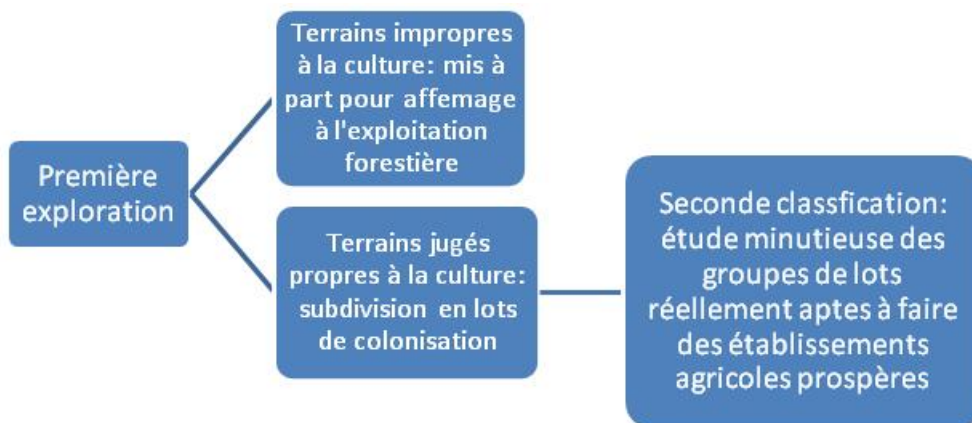 Première
exploration
Terrains impropres
à la culture: mis à
part pour affemage
à l'exploitation
forestière
Terrains jugés
propres à la culture:
subdivision en lots
de colonisation
Seconde classfication:
étude minutieuse des
groupes de lots
réellement aptes à faire
des établissements
agricoles prospères